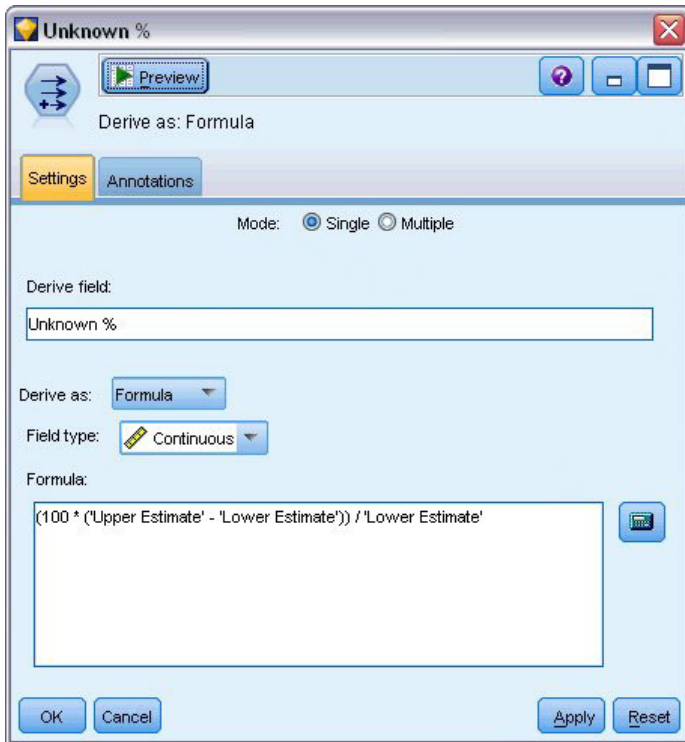 Unknown %
Preview
Derive as: Formula
Settings Annotations
Mode: Single Multiple
Derive field:
Unknown %
Derive as: Formula
Field type: Continuous
Formula:
(100 * ('Upper Estimate' - 'Lower Estimate')) / 'Lower Estimate'
OK Cancel Apply Reset